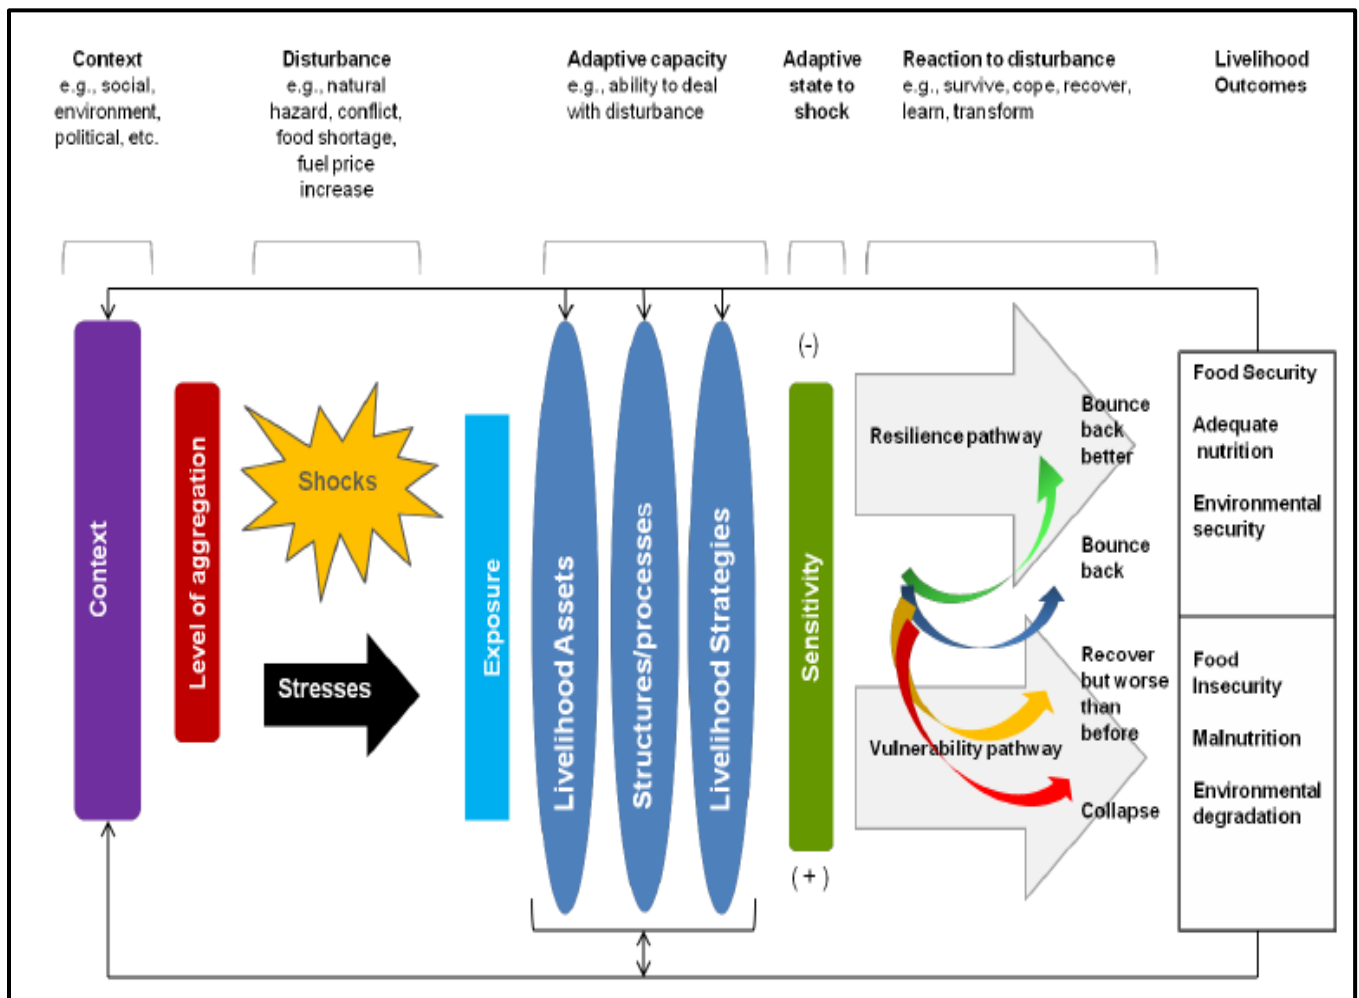 Context
e.g., social,
environment,
political, etc.
Disturbance
e.g., natural
hazard, conflict,
food shortage,
fuel price
increase
Adaptive capacity
e.g., ability to deal
with disturbance
Adaptive
state to
shock
Reaction to disturbance
e.g., survive, cope, recover,
learn, transform
Livelihood
Outcomes
Context
Level of aggregation
Shocks
Stresses
Exposure
Livelihood Assets
Structures/processes
Livelihood Strategies
(-)
Sensitivity
(+)
Resilience pathway
Bounce
back
better
Bounce
back
Vulnerability pathway
Recover
but worse
than
before
Collapse
Food Security
Adequate
nutrition
Environmental
security
Food
Insecurity
Malnutrition
Environmental
degradation